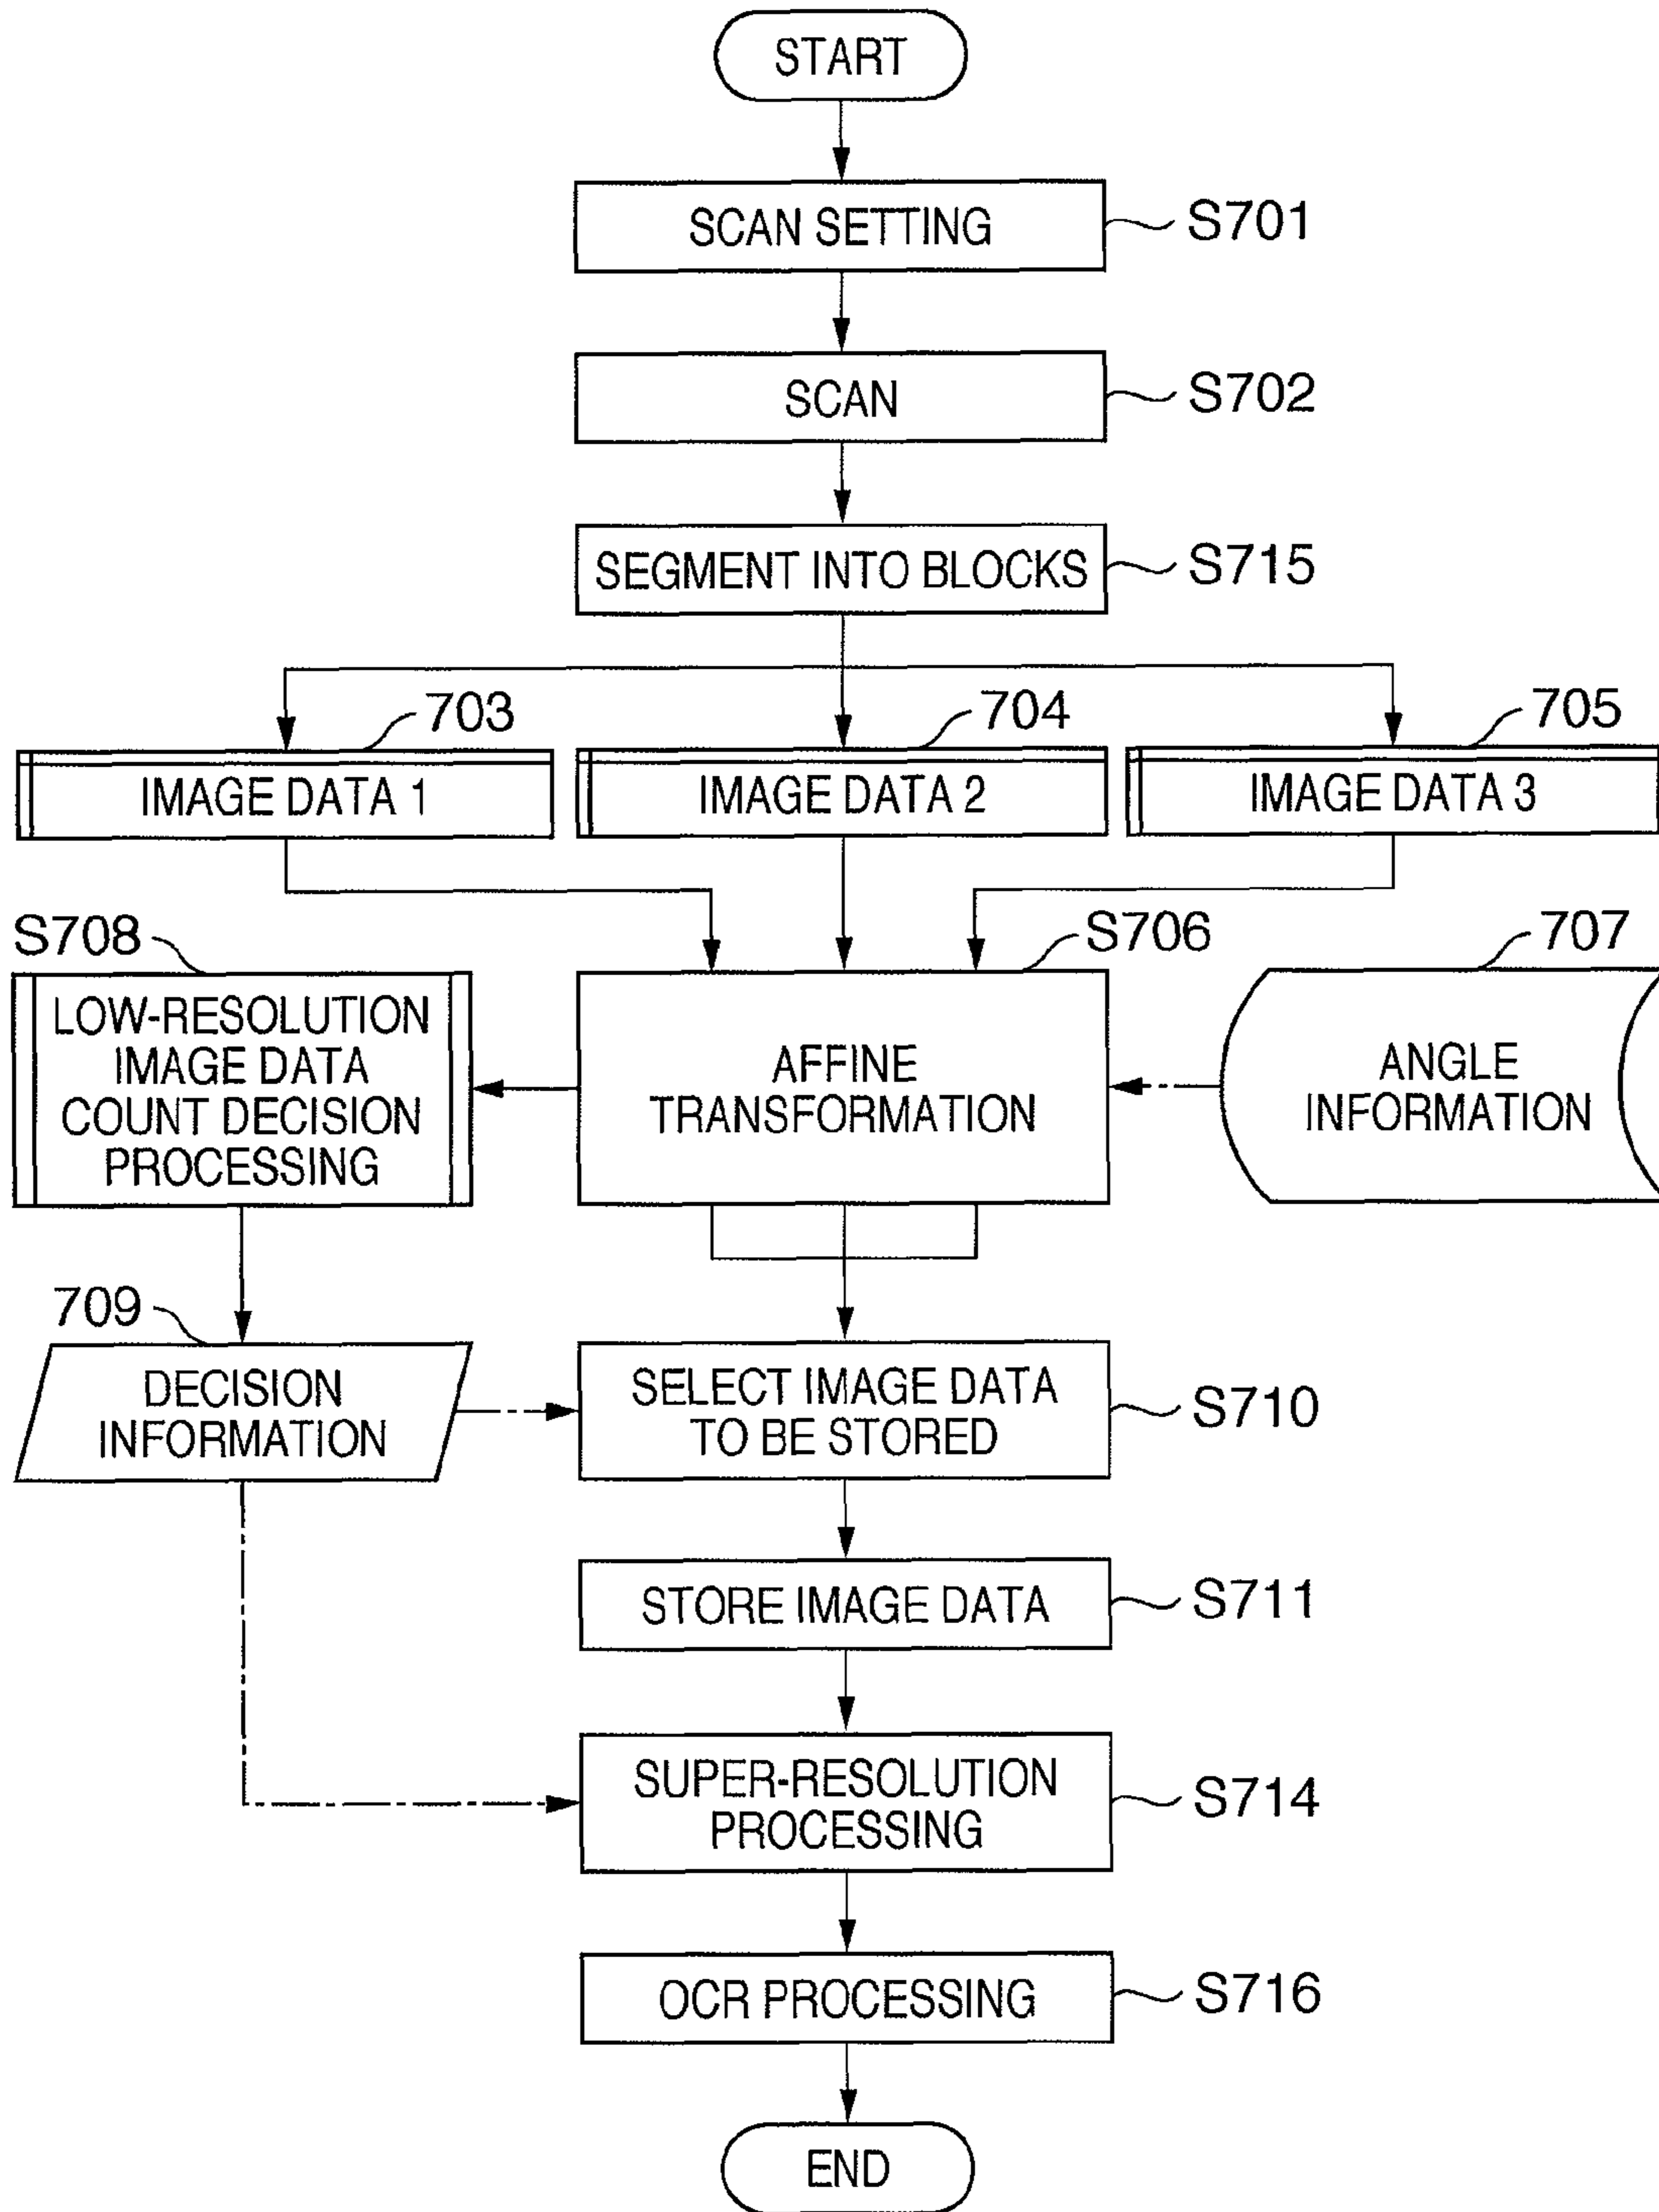 START
SCAN SETTING
S701
SCAN
S702
SEGMENT INTO BLOCKS
S715
703
704
705
IMAGE DATA 1
IMAGE DATA 2
IMAGE DATA 3
S708
S706
707
LOW-RESOLUTION
IMAGE DATA
COUNT DECISION
PROCESSING
AFFINE
TRANSFORMATION
ANGLE
INFORMATION
709
DECISION
INFORMATION
SELECT IMAGE DATA
TO BE STORED
S710
STORE IMAGE DATA
S711
SUPER-RESOLUTION
PROCESSING
S714
OCR PROCESSING
S716
END